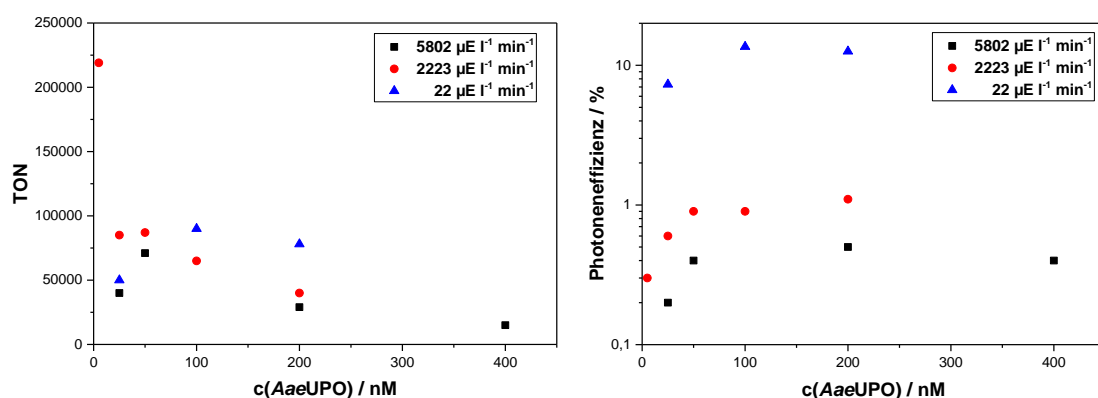 250000
200000
150000
100000
50000
0
TON
5802 µE l⁻¹ min⁻¹
2223 µE l⁻¹ min⁻¹
22 µE l⁻¹ min⁻¹
0 100 200 300 400
c(AaeUPO) / nM
10
1
0,1
Photoneneffizienz / %
5802 µE l⁻¹ min⁻¹
2223 µE l⁻¹ min⁻¹
22 µE l⁻¹ min⁻¹
0 100 200 300 400
c(AaeUPO) / nM